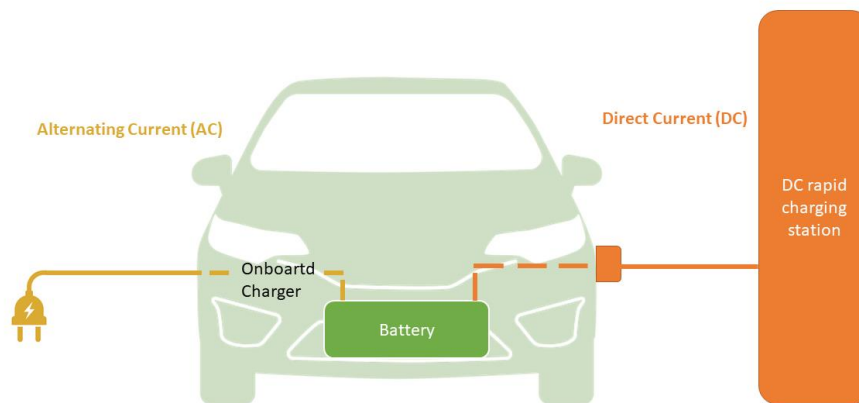 Alternating Current (AC)
Direct Current (DC)
DC rapid
charging
station
Onboartd
Charger
Battery